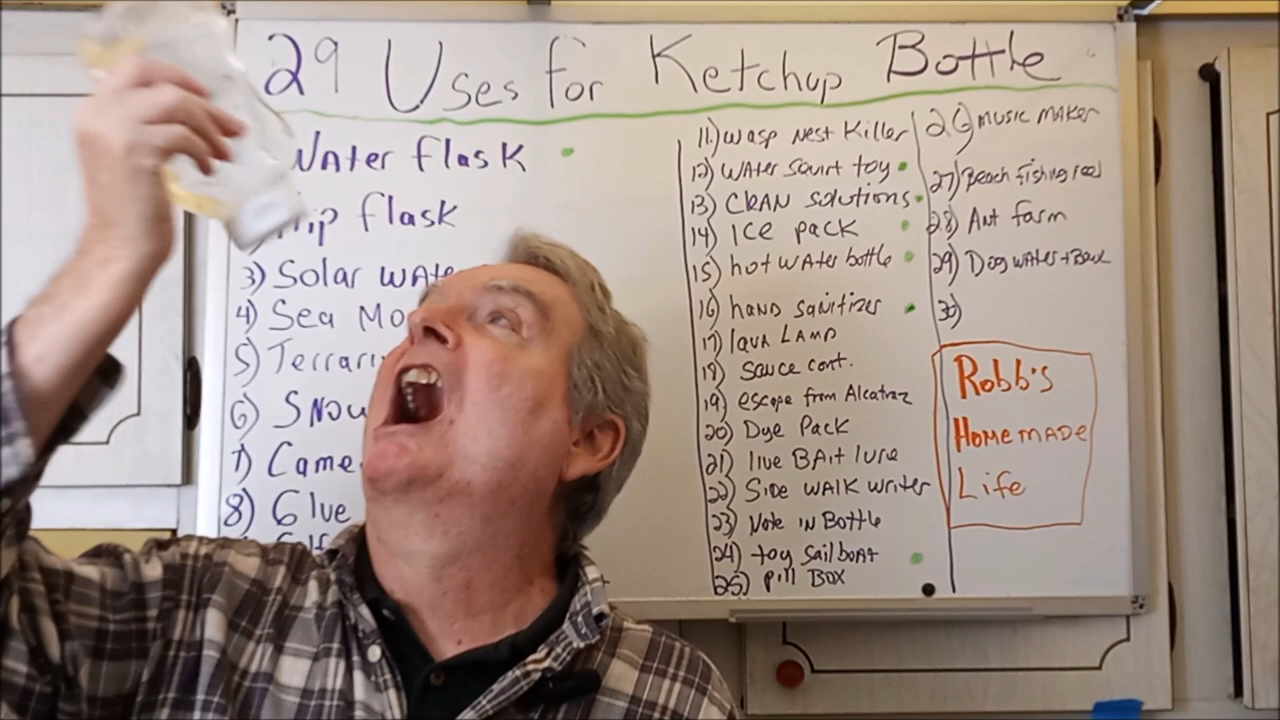 29 Uses for Ketchup Bottle
Water flask
flask
3) Solar wate
4) Sea Mo
5) Terrari
6) Snow
7) Came
8) Glue
11.) Wasp Nest Killer
12) Water squirt toy
13) ClEAN solutions
14) ICE pack
15) hot water bottle
16) hand sanitizer
17) lava LAMP
18) sauce cont.
19) escape from Alcatraz
20) Dye Pack
21) live BAit lure
22) Side WALK writer
23) Note in Bottle
24) toy sailboat
25) pill BOX
26) music maker
27) Beach fishing reel
28) Ant farm
29) Dog water + Bowl
30)
Robb's
Homemade
Life